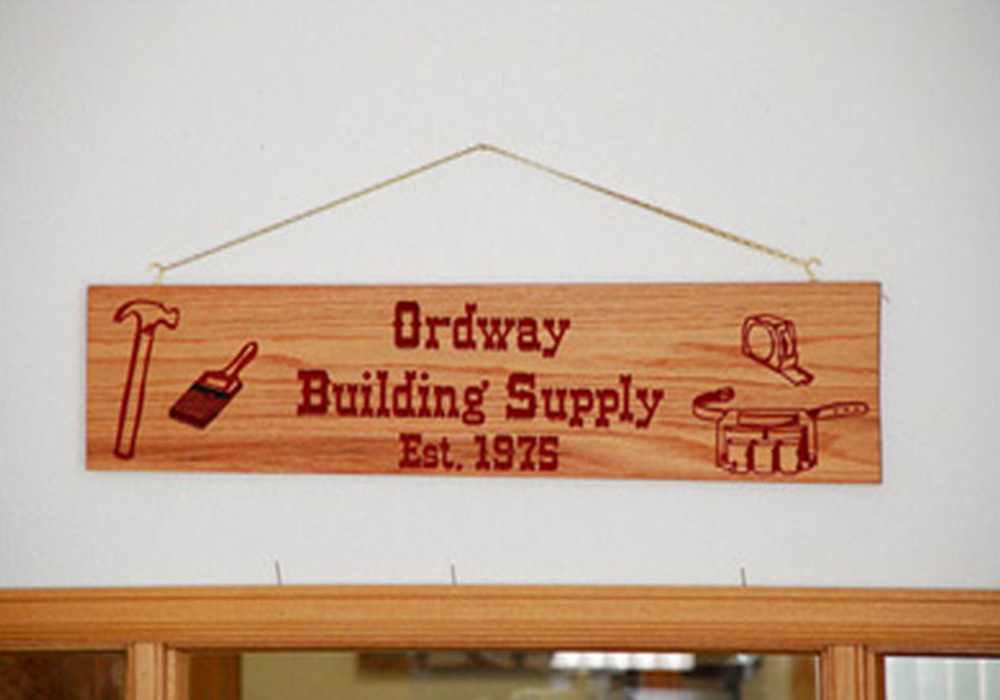 Ordway
Building Supply
Est. 1975